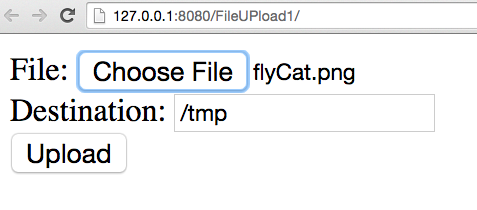 127.0.0.1:8080/FileUPload1/
File: Choose File flyCat.png
Destination: /tmp
Upload